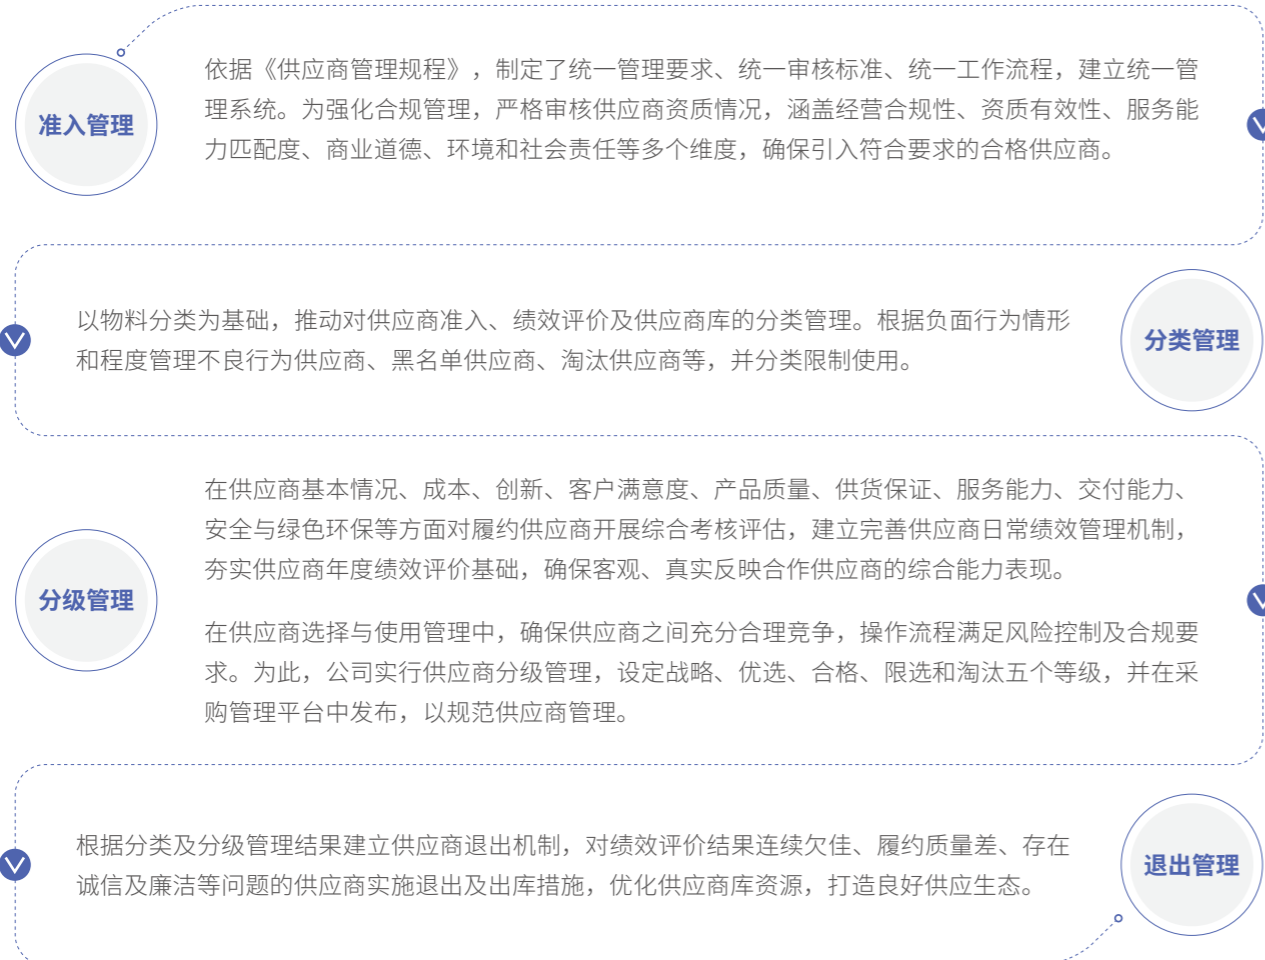 准入管理
依据《供应商管理规程》，制定了统一管理要求、统一审核标准、统一工作流程，建立统一管
理系统。为强化合规管理，严格审核供应商资质情况，涵盖经营合规性、资质有效性、服务能
力匹配度、商业道德、环境和社会责任等多个维度，确保引入符合要求的合格供应商。
以物料分类为基础，推动对供应商准入、绩效评价及供应商库的分类管理。根据负面行为情形
和程度管理不良行为供应商、黑名单供应商、淘汰供应商等，并分类限制使用。
分类管理
分级管理
在供应商基本情况、成本、创新、客户满意度、产品质量、供货保证、服务能力、交付能力、
安全与绿色环保等方面对履约供应商开展综合考核评估，建立完善供应商日常绩效管理机制，
夯实供应商年度绩效评价基础，确保客观、真实反映合作供应商的综合能力表现。
在供应商选择与使用管理中，确保供应商之间充分合理竞争，操作流程满足风险控制及合规要
求。为此，公司实行供应商分级管理，设定战略、优选、合格、限选和淘汰五个等级，并在采
购管理平台中发布，以规范供应商管理。
根据分类及分级管理结果建立供应商退出机制，对绩效评价结果连续欠佳、履约质量差、存在
诚信及廉洁等问题的供应商实施退出及出库措施，优化供应商库资源，打造良好供应生态。
退出管理